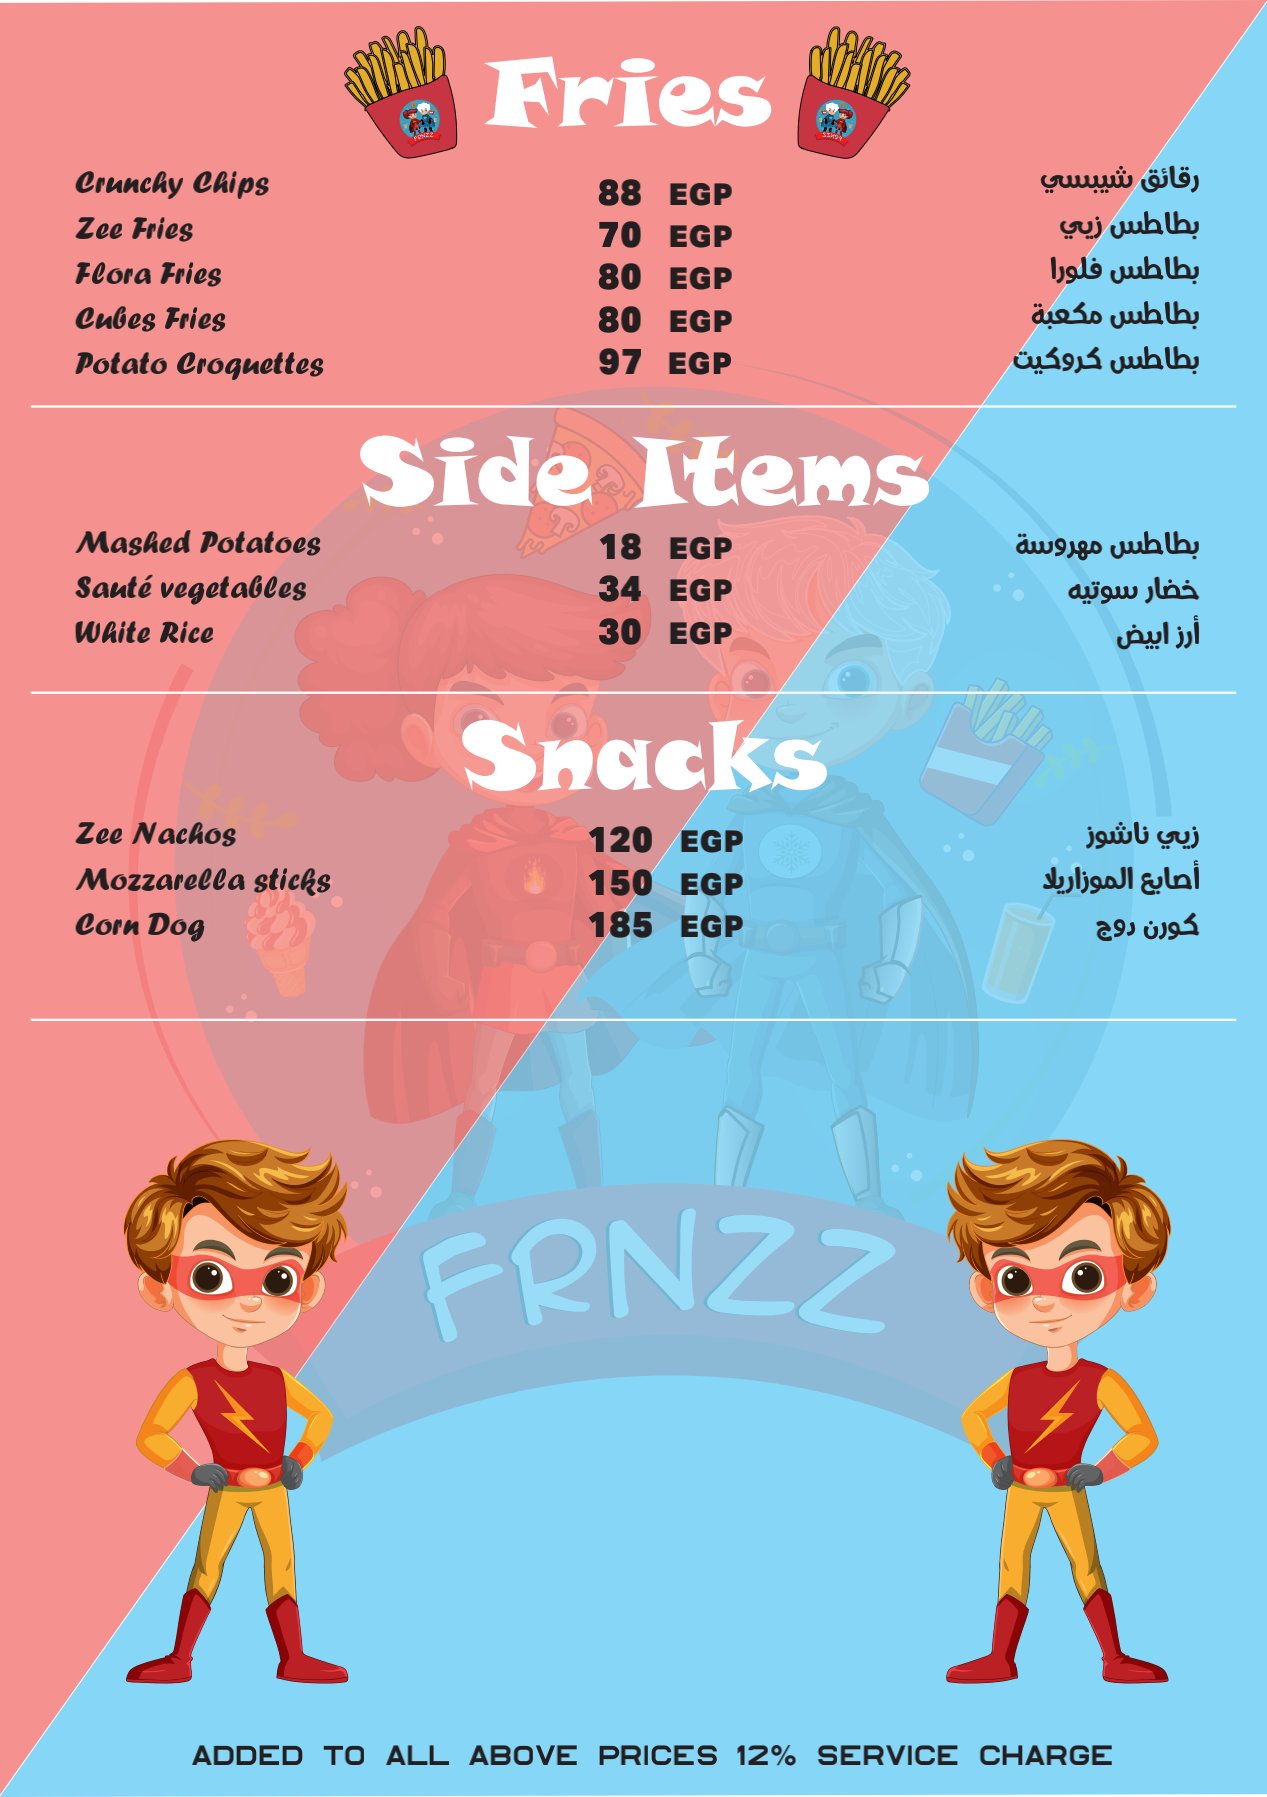 Fries
Crunchy Chips 88 EGP رقائق شيبسي
Zee Fries 70 EGP بطاطس زيي
Flora Fries 80 EGP بطاطس فلورا
Cubes Fries 80 EGP بطاطس مكعبة
Potato Croquettes 97 EGP بطاطس كروكيت
Side Items
Mashed Potatoes 18 EGP بطاطس مهروسة
Sauté vegetables 34 EGP خضار سوتيه
White Rice 30 EGP أرز ابيض
Snacks
Zee Nachos 120 EGP زيي ناشوز
Mozzarella sticks 150 EGP أصابع الموزاريلا
Corn Dog 185 EGP كورن دوج
FRNZZ
ADDED TO ALL ABOVE PRICES 12% SERVICE CHARGE